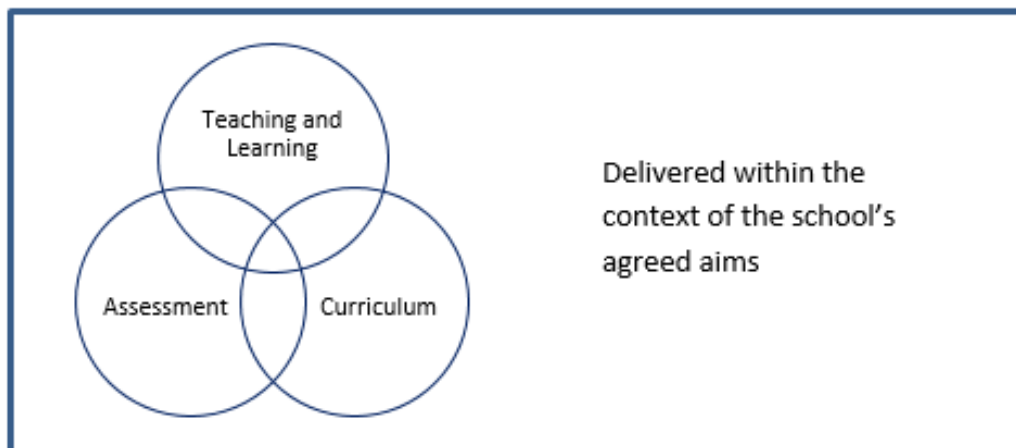 Teaching and
Learning
Assessment
Curriculum
Delivered within the
context of the school’s
agreed aims